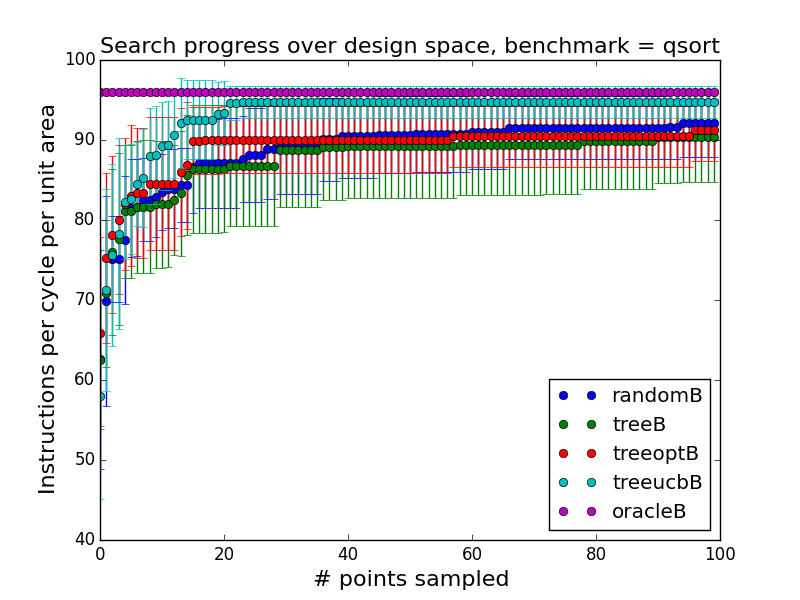 Search progress over design space, benchmark = qsort
100
90
80
70
60
50
40
Instructions per cycle per unit area
randomB
treeB
treeoptB
treeucbB
oracleB
0 20 40 60 80 100
# points sampled